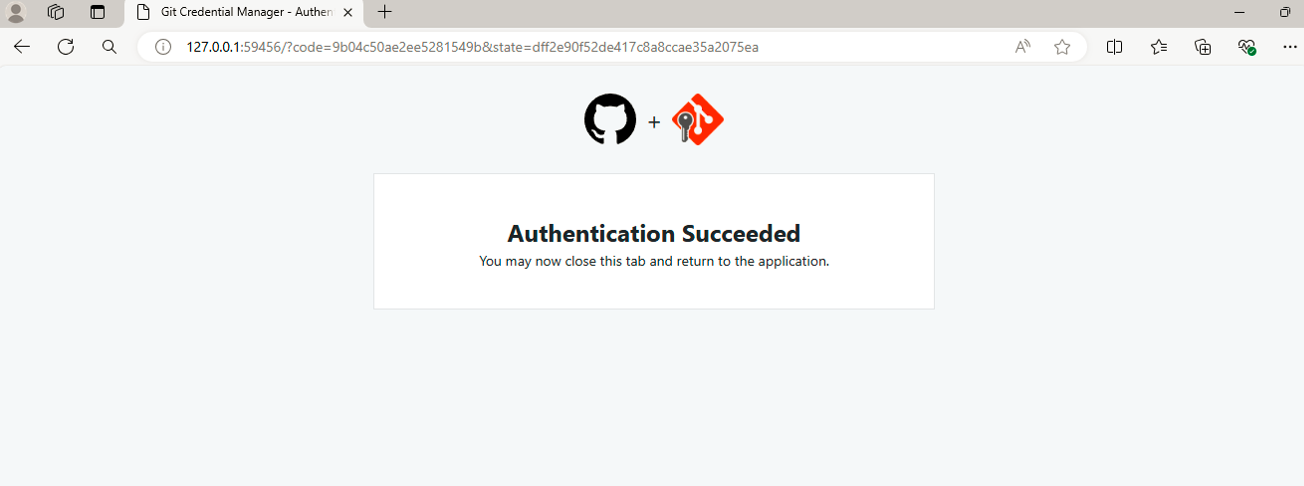 Git Credential Manager - Authen
127.0.0.1:59456/?code=9b04c50ae2ee5281549b&state=dff2e90f52de417c8a8ccae35a2075ea
+
Authentication Succeeded
You may now close this tab and return to the application.